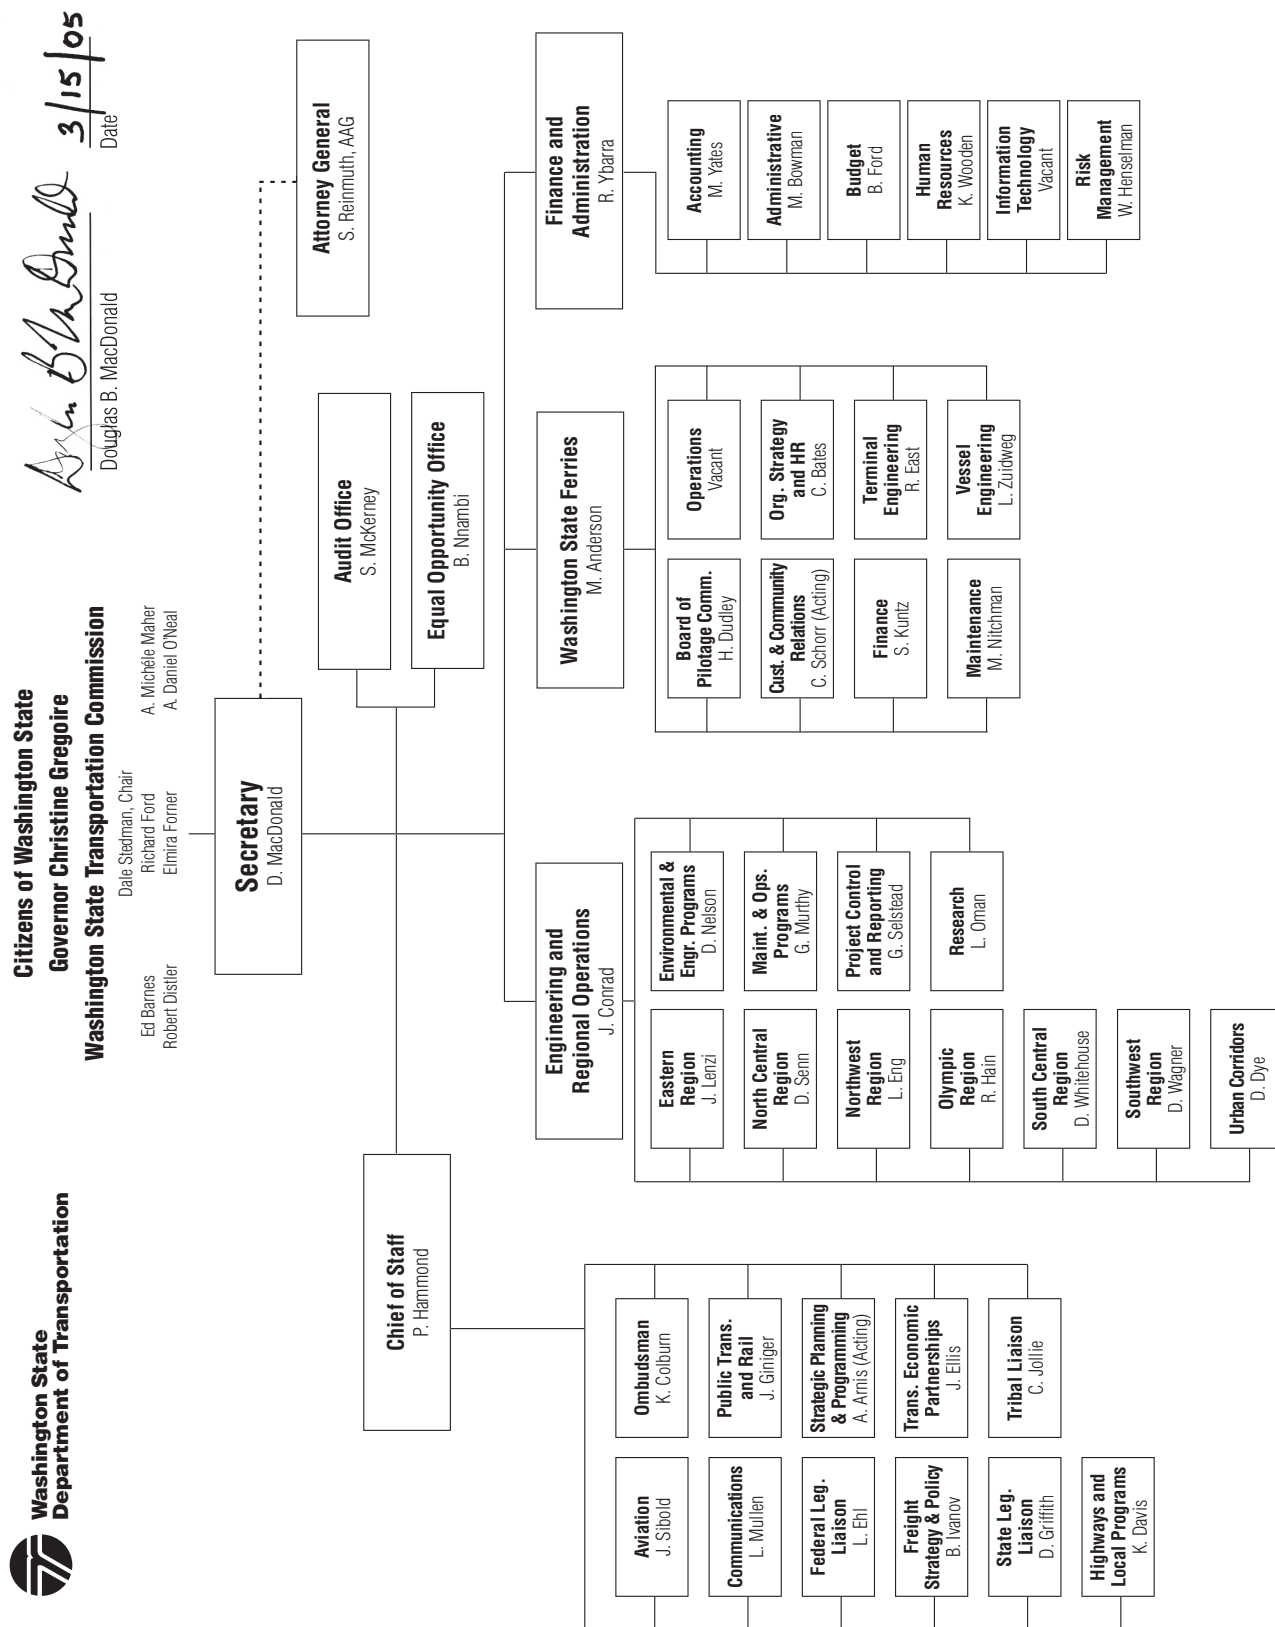 Washington State
Department of Transportation
Citizens of Washington State
Governor Christine Gregoire
Washington State Transportation Commission
Dale Stedman, Chair
Ed Barnes
Richard Ford
A. Michéle Maher
Robert Distler
Elmira Forner
A. Daniel O'Neal
3/15/05
Douglas B. MacDonald
Date
Secretary
D. MacDonald
Attorney General
S. Reinmuth, AAG
Audit Office
S. McKerney
Equal Opportunity Office
B. Nnambi
Chief of Staff
P. Hammond
Aviation
J. Sibold
Communications
L. Mullen
Federal Leg.
Liaison
L. Ehl
Freight
Strategy & Policy
B. Ivanov
State Leg.
Liaison
D. Griffith
Highways and
Local Programs
K. Davis
Ombudsman
K. Colburn
Public Trans.
and Rail
J. Giniger
Strategic Planning
& Programming
A. Arnis (Acting)
Trans. Economic
Partnerships
J. Ellis
Tribal Liaison
C. Jollie
Engineering and
Regional Operations
J. Conrad
Eastern
Region
J. Lenzi
North Central
Region
D. Senn
Northwest
Region
L. Eng
Olympic
Region
R. Hain
South Central
Region
D. Whitehouse
Southwest
Region
D. Wagner
Urban Corridors
D. Dye
Environmental &
Engr. Programs
D. Nelson
Maint. & Ops.
Programs
G. Murthy
Project Control
and Reporting
G. Selstead
Research
L. Oman
Washington State Ferries
M. Anderson
Board of
Pilotage Comm.
H. Dudley
Cust. & Community
Relations
C. Schorr (Acting)
Finance
S. Kuntz
Maintenance
M. Nitchman
Operations
Vacant
Org. Strategy
and HR
C. Bates
Terminal
Engineering
R. East
Vessel
Engineering
L. Zuidweg
Finance and
Administration
R. Ybarra
Accounting
M. Yates
Administrative
M. Bowman
Budget
B. Ford
Human
Resources
K. Wooden
Information
Technology
Vacant
Risk
Management
W. Henselman